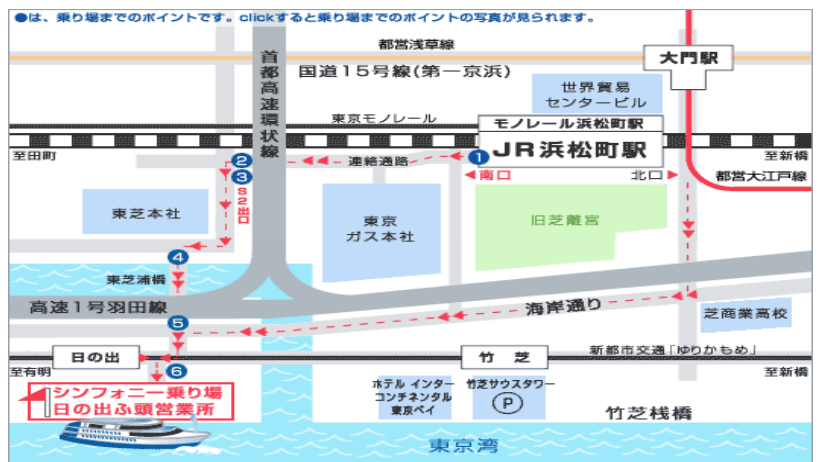 ●は、乗り場までのポイントです。clickすると乗り場までのポイントの写真が見られます。
都営浅草線
首都高速環状線
国道15号線(第一京浜)
大門駅
世界貿易
センタービル
東京モノレール
モノレール浜松町駅
JR浜松町駅
至田町
至新橋
連絡通路
1
2
3
S2出口
南口
北口
都営大江戸線
東芝本社
東京
ガス本社
旧芝離宮
4
東芝浦橋
高速1号羽田線
海岸通り
芝商業高校
5
日の出
竹芝
新都市交通「ゆりかもめ」
至有明
6
至新橋
シンフォニー乗り場
日の出ふ頭営業所
ホテル インター
コンチネンタル
東京ベイ
竹芝サウスタワー
P
竹芝桟橋
東京湾